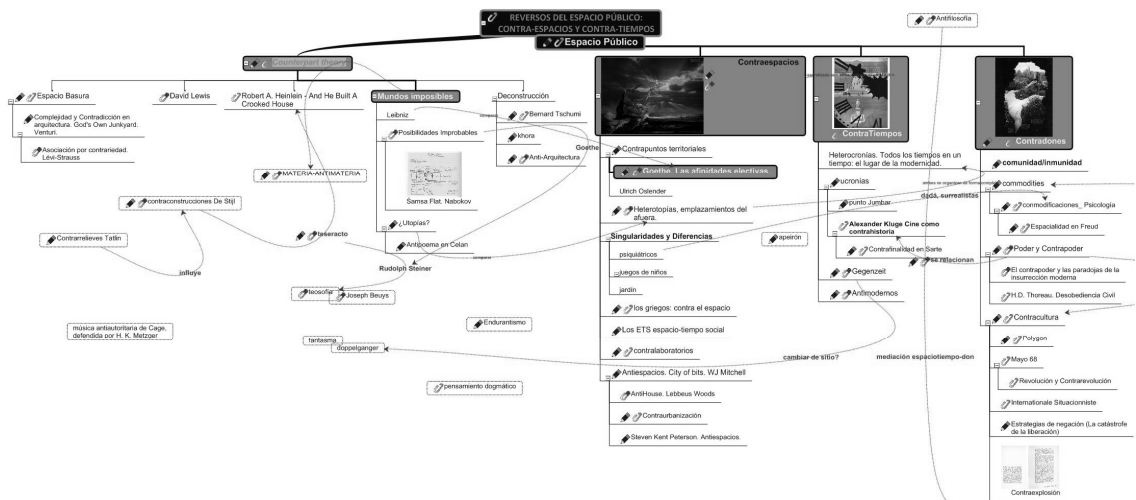 REVERSOS DEL ESPACIO PÚBLICO:
CONTRA-ESPACIOS Y CONTRA-TIEMPOS
Espacio Público
Antifilosofía
Counterpart theory
Espacio Basura
Complejidad y Contradicción en
arquitectura. God's Own Junkyard.
Venturi.
Asociación por contrariedad.
Lévi-Strauss
David Lewis
Robert A. Heinlein - And He Built A
Crooked House
MATERIA-ANTIMATERIA
contraconstrucciones De Stijl
Contrarrelieves Tatlin
influye
teseracto
Mundos imposibles
Leibniz
Posibilidades Improbables
Samsa Flat. Nabokov
¿Utopías?
Antipoema en Celan
Rudolph Steiner
teosofía
Joseph Beuys
Deconstrucción
Bernard Tschumi
khora
Anti-Arquitectura
música antiautoritaria de Cage,
defendida por H. K. Metzger
Endurantismo
fantasma
doppelganger
pensamiento dogmático
Contraespacios
Goethe
Contrapuntos territoriales
Goethe. Las afinidades electivas
Ulrich Oslender
Heterotopías, emplazamientos del
afuera.
Singularidades y Diferencias
psiquiátricos
juegos de niños
jardín
los griegos: contra el espacio
Los ETS espacio-tiempo social
contralaboratorios
Antiespacios. City of bits. WJ Mitchell
AntiHouse. Lebbeus Woods
Contraurbanización
Steven Kent Peterson. Antiespacios.
apeirón
cambiar de sitio?
ContraTiempos
Heterocronías. Todos los tiempos en un
tiempo: el lugar de la modernidad.
ucronías
punto Jumbar
Alexander Kluge Cine como
contrahistoria
Contrafinalidad en Sarte
Gegenzeit
Antimodernos
se relacionan
dadá, surrealistas
mediación espaciotiempo-don
Contradones
comunidad/inmunidad
commodities
conmodificaciones_ Psicología
Espacialidad en Freud
Poder y Contrapoder
El contrapoder y las paradojas de la
insurrección moderna
H.D. Thoreau. Desobediencia Civil
Contracultura
Polygon
Mayo 68
Revolución y Contrarevolución
Internationale Situacionniste
Estrategias de negación (La catástrofe
de la liberación)
Contraexplosión